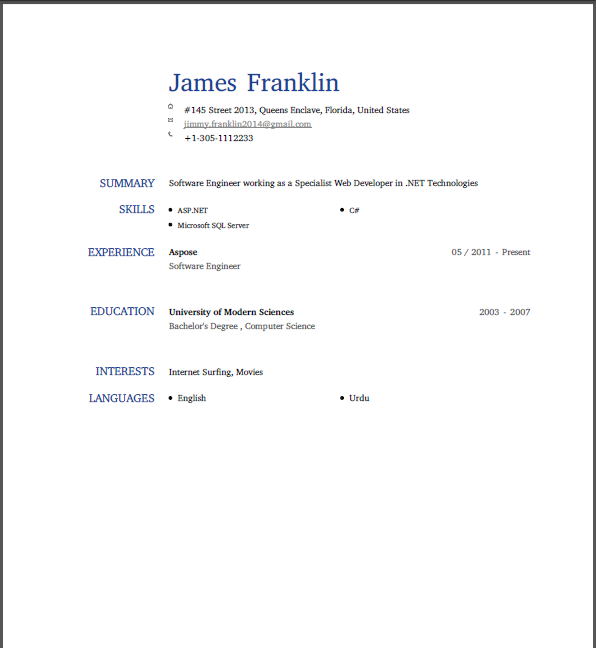 James Franklin
#145 Street 2013, Queens Enclave, Florida, United States
jimmy.franklin2014@gmail.com
+1-305-1112233
SUMMARY Software Engineer working as a Specialist Web Developer in .NET Technologies
SKILLS • ASP.NET • C#
• Microsoft SQL Server
EXPERIENCE Aspose 05 / 2011 - Present
Software Engineer
EDUCATION University of Modern Sciences 2003 - 2007
Bachelor's Degree , Computer Science
INTERESTS Internet Surfing, Movies
LANGUAGES • English • Urdu